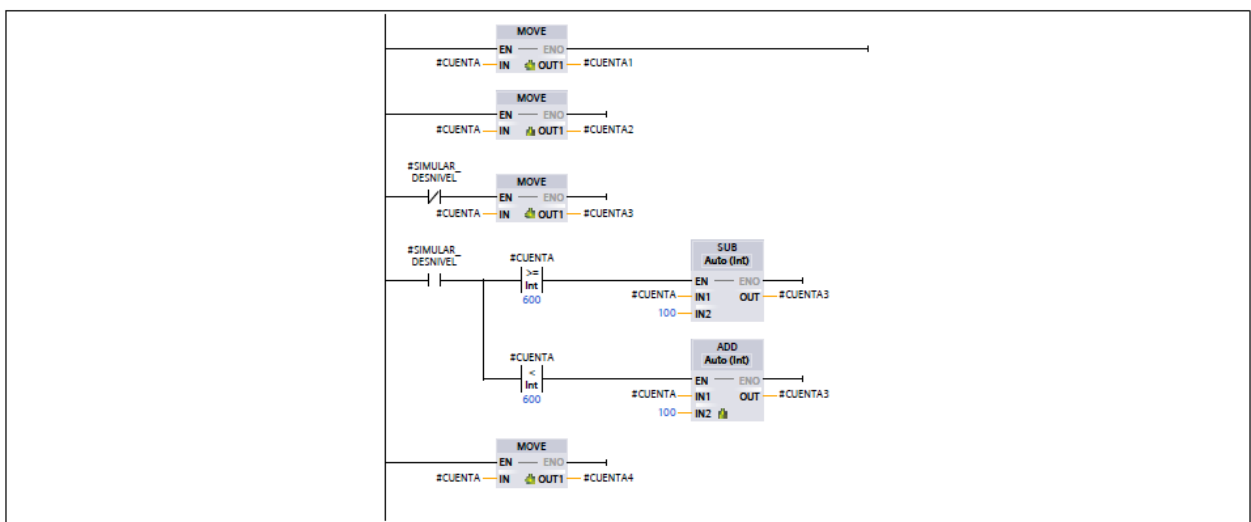 MOVE
EN ENO
#CUENTA IN OUT1 #CUENTA1
MOVE
EN ENO
#CUENTA IN OUT1 #CUENTA2
#SIMULAR_
DESNIVEL
MOVE
EN ENO
#CUENTA IN OUT1 #CUENTA3
#SIMULAR_
DESNIVEL
#CUENTA
>=
Int
600
SUB
Auto (Int)
EN ENO
#CUENTA IN1 OUT #CUENTA3
100 IN2
#CUENTA
<
Int
600
ADD
Auto (Int)
EN ENO
#CUENTA IN1 OUT #CUENTA3
100 IN2
MOVE
EN ENO
#CUENTA IN OUT1 #CUENTA4